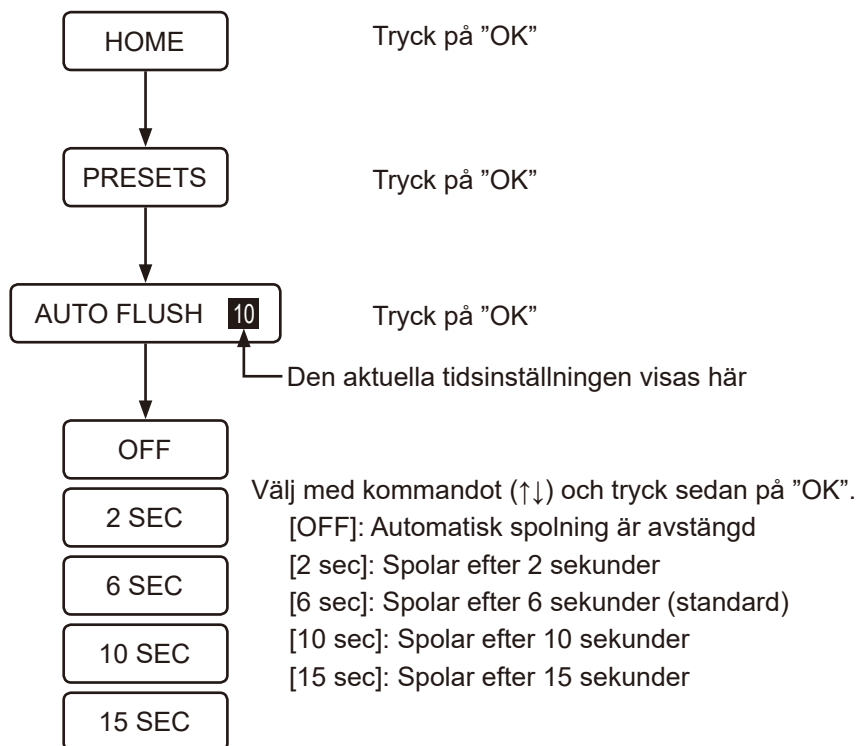 HOME
Tryck på ”OK”
PRESETS
Tryck på ”OK”
AUTO FLUSH 10
Tryck på ”OK”
Den aktuella tidsinställningen visas här
OFF
2 SEC
6 SEC
10 SEC
15 SEC
Välj med kommandot (↑↓) och tryck sedan på ”OK”.
[OFF]: Automatisk spolning är avstängd
[2 sec]: Spolar efter 2 sekunder
[6 sec]: Spolar efter 6 sekunder (standard)
[10 sec]: Spolar efter 10 sekunder
[15 sec]: Spolar efter 15 sekunder